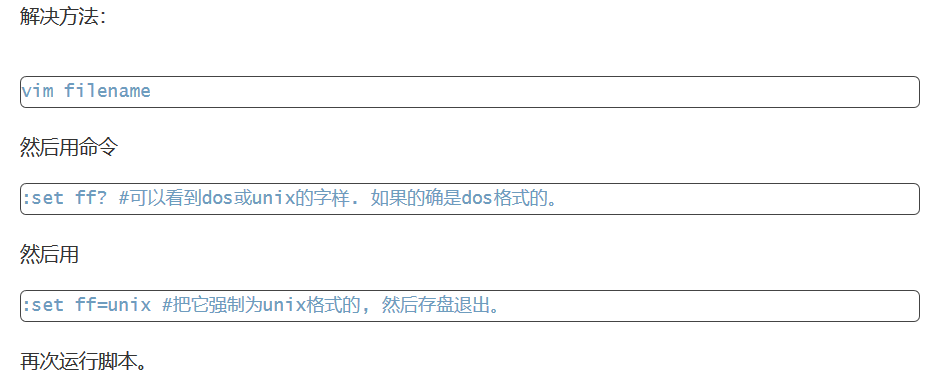 解决方法：
vim filename
然后用命令
:set ff? #可以看到dos或unix的字样. 如果的确是dos格式的。
然后用
:set ff=unix #把它强制为unix格式的, 然后存盘退出。
再次运行脚本。